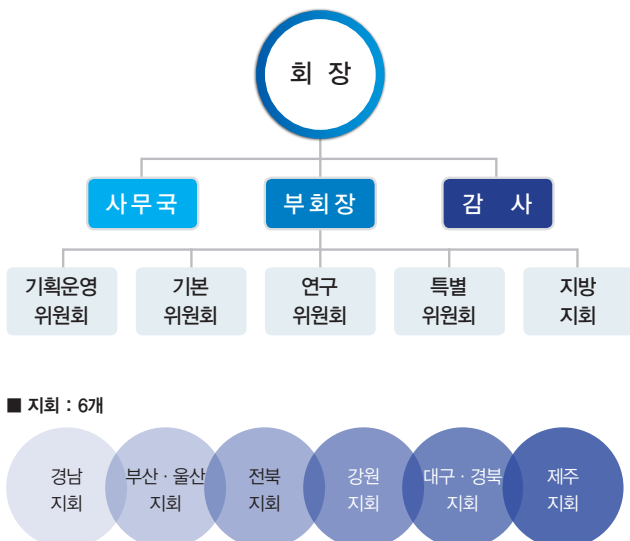 회 장
사무국
부회장
감 사
기획운영
위원회
기본
위원회
연구
위원회
특별
위원회
지방
지회
■ 지회 : 6개
경남
지회
부산 · 울산
지회
전북
지회
강원
지회
대구 · 경북
지회
제주
지회